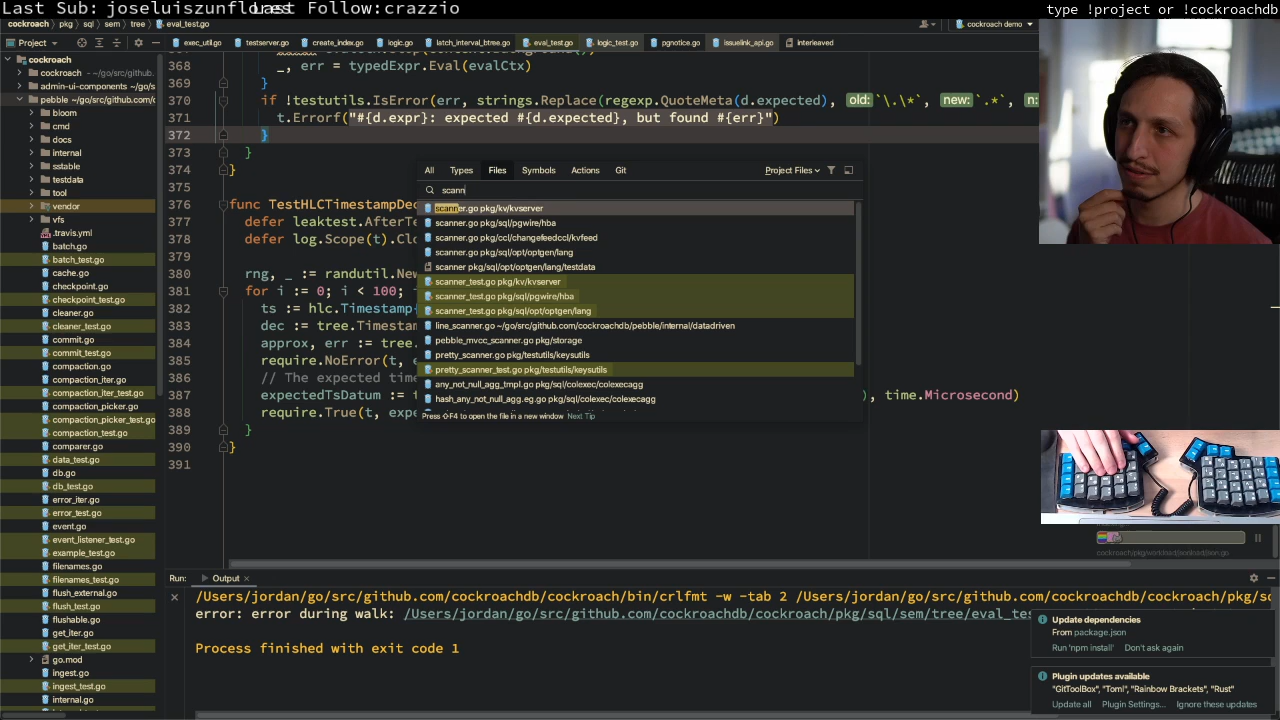 Last Sub: joseluiszunflores
Last Follow:crazzio
type !project or !cockroachdb
cockroach › pkg › sql › sem › tree › eval_test.go
cockroach demo
Project
exec_util.go
testserver.go
create_index.go
logic.go
latch_interval_btree.go
eval_test.go
logic_test.go
pgnotice.go
issuelink_api.go
interleaved
cockroach
cockroach ~/go/src/github.
admin-ui-components ~/go/s
pebble ~/go/src/github.com/c
bloom
cmd
docs
internal
sstable
testdata
tool
vendor
vfs
.travis.yml
batch.go
batch_test.go
cache.go
checkpoint.go
checkpoint_test.go
cleaner.go
cleaner_test.go
commit.go
commit_test.go
compaction.go
compaction_iter.go
compaction_iter_test.go
compaction_picker.go
compaction_picker_test.go
compaction_test.go
comparer.go
data_test.go
db.go
db_test.go
error_iter.go
error_test.go
event.go
event_listener_test.go
example_test.go
filenames.go
filenames_test.go
flush_external.go
flush_test.go
flushable.go
get_iter.go
get_iter_test.go
go.mod
ingest.go
ingest_test.go
internal.go
368 _, err = typedExpr.Eval(evalCtx)
369 }
370 if !testutils.IsError(err, strings.Replace(regexp.QuoteMeta(d.expected), old: `\.\*`, new: `.*`, n:
371 t.Errorf("#{d.expr}: expected #{d.expected}, but found #{err}")
372 }
373 }
374 }
375
376 func TestHLCTimestampDec
377 defer leaktest.AfterTe
378 defer log.Scope(t).Clo
379
380 rng, _ := randutil.New
381 for i := 0; i < 100; i
382 ts := hlc.Timestamp{
383 dec := tree.Timestam
384 approx, err := tree.
385 require.NoError(t, e
386 // The expected time
387 expectedTsDatum := t ), time.Microsecond)
388 require.True(t, expe
389 }
390 }
391
All Types Files Symbols Actions Git Project Files
scann
scanner.go pkg/kv/kvserver
scanner.go pkg/sql/pgwire/hba
scanner.go pkg/ccl/changefeedccl/kvfeed
scanner.go pkg/sql/opt/optgen/lang
scanner pkg/sql/opt/optgen/lang/testdata
scanner_test.go pkg/kv/kvserver
scanner_test.go pkg/sql/pgwire/hba
scanner_test.go pkg/sql/opt/optgen/lang
line_scanner.go ~/go/src/github.com/cockroachdb/pebble/internal/datadriven
pebble_mvcc_scanner.go pkg/storage
pretty_scanner.go pkg/testutils/keysutils
pretty_scanner_test.go pkg/testutils/keysutils
any_not_null_agg_tmpl.go pkg/sql/colexec/colexecagg
hash_any_not_null_agg.eg.go pkg/sql/colexec/colexecagg
Press ⇧F4 to open the file in a new window Next Tip
cockroach/pkg/workload/jsonload/json.go
Run: Output
/Users/jordan/go/src/github.com/cockroachdb/cockroach/bin/crlfmt -w -tab 2 /Users/jordan/go/src/github.com/cockroachdb/cockroach/pkg/sq
error: error during walk: /Users/jordan/go/src/github.com/cockroachdb/cockroach/pkg/sql/sem/tree/eval_tes
Process finished with exit code 1
Update dependencies
From package.json
Run 'npm install' Don't ask again
Plugin updates available
"GitToolBox", "Toml", "Rainbow Brackets", "Rust"
Update all Plugin Settings... Ignore these updates